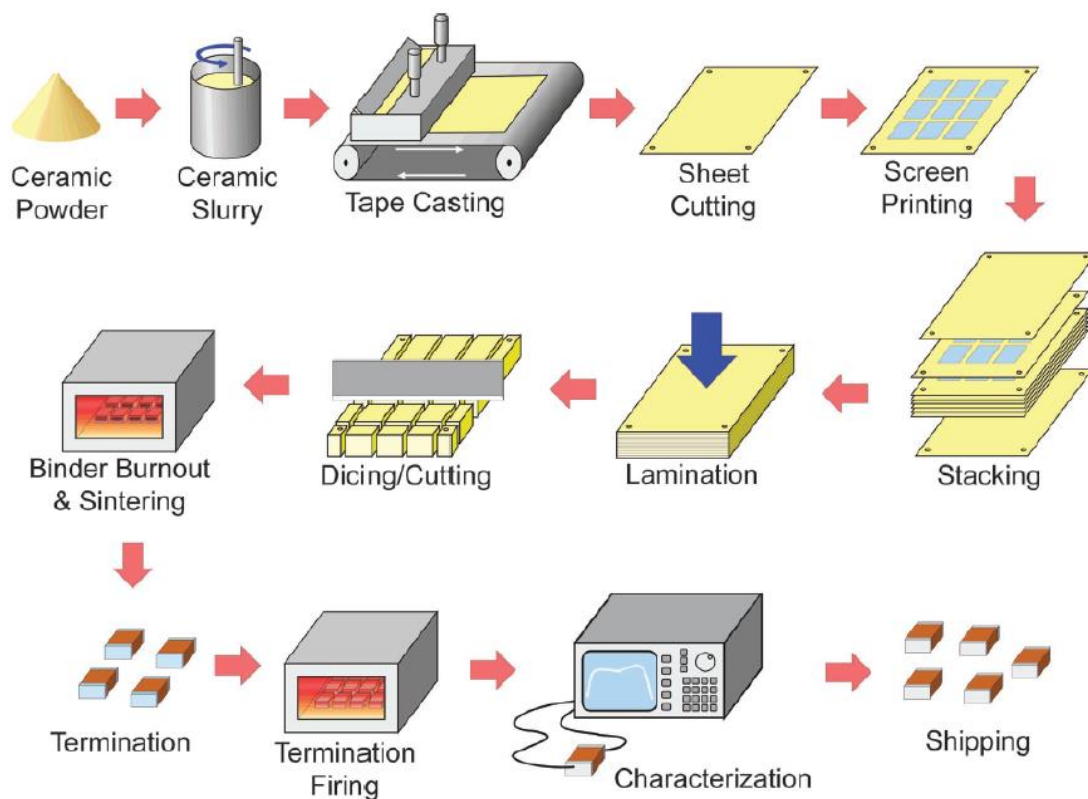 Ceramic
Powder
Ceramic
Slurry
Tape Casting
Sheet
Cutting
Screen
Printing
Binder Burnout
& Sintering
Dicing/Cutting
Lamination
Stacking
Termination
Termination
Firing
Characterization
Shipping